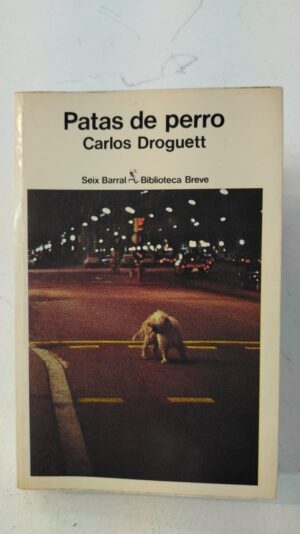 Patas de perro
Carlos Droguett
Seix Barral Biblioteca Breve